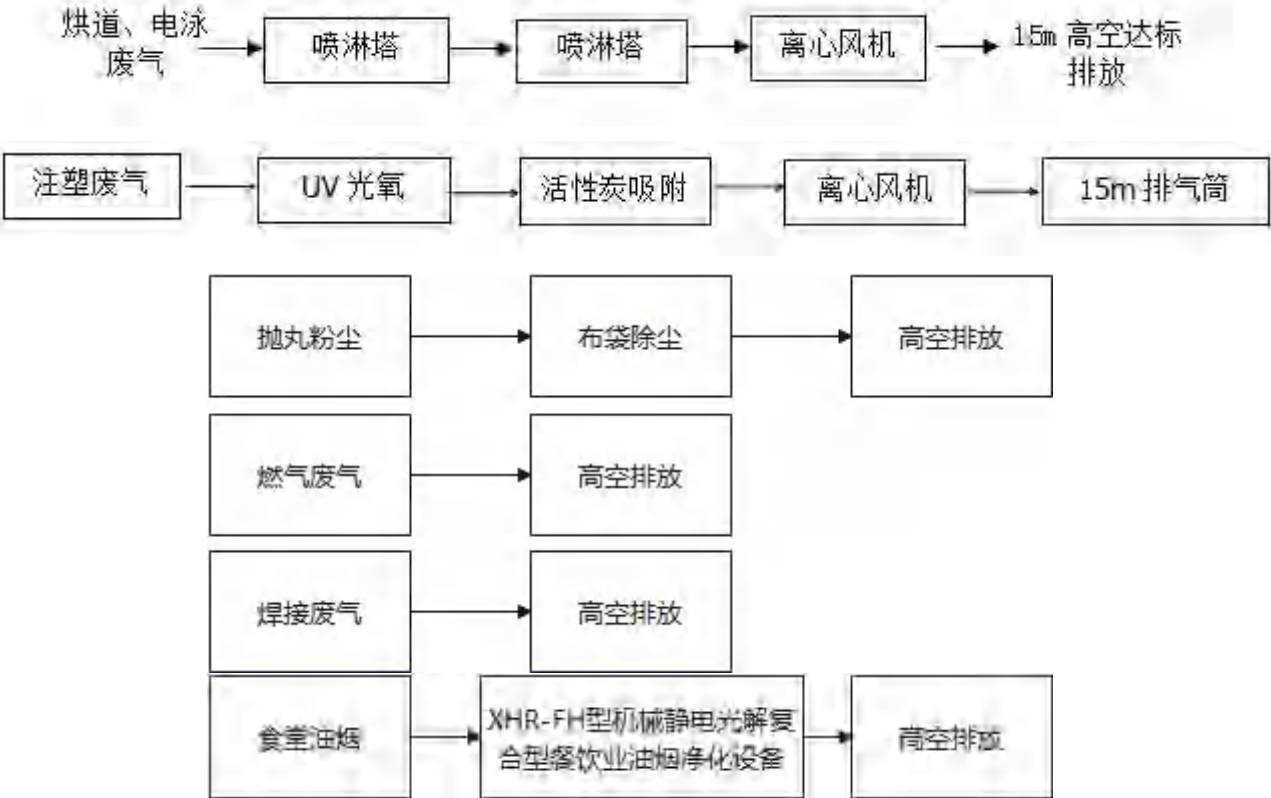 烘道、电泳
废气
喷淋塔
喷淋塔
离心风机
15m 高空达标
排放
注塑废气
UV 光氧
活性炭吸附
离心风机
15m 排气筒
抛丸粉尘
布袋除尘
高空排放
燃气废气
高空排放
焊接废气
高空排放
食堂油烟
XHR-FH型机械静电光解复
合型餐饮业油烟净化设备
高空排放